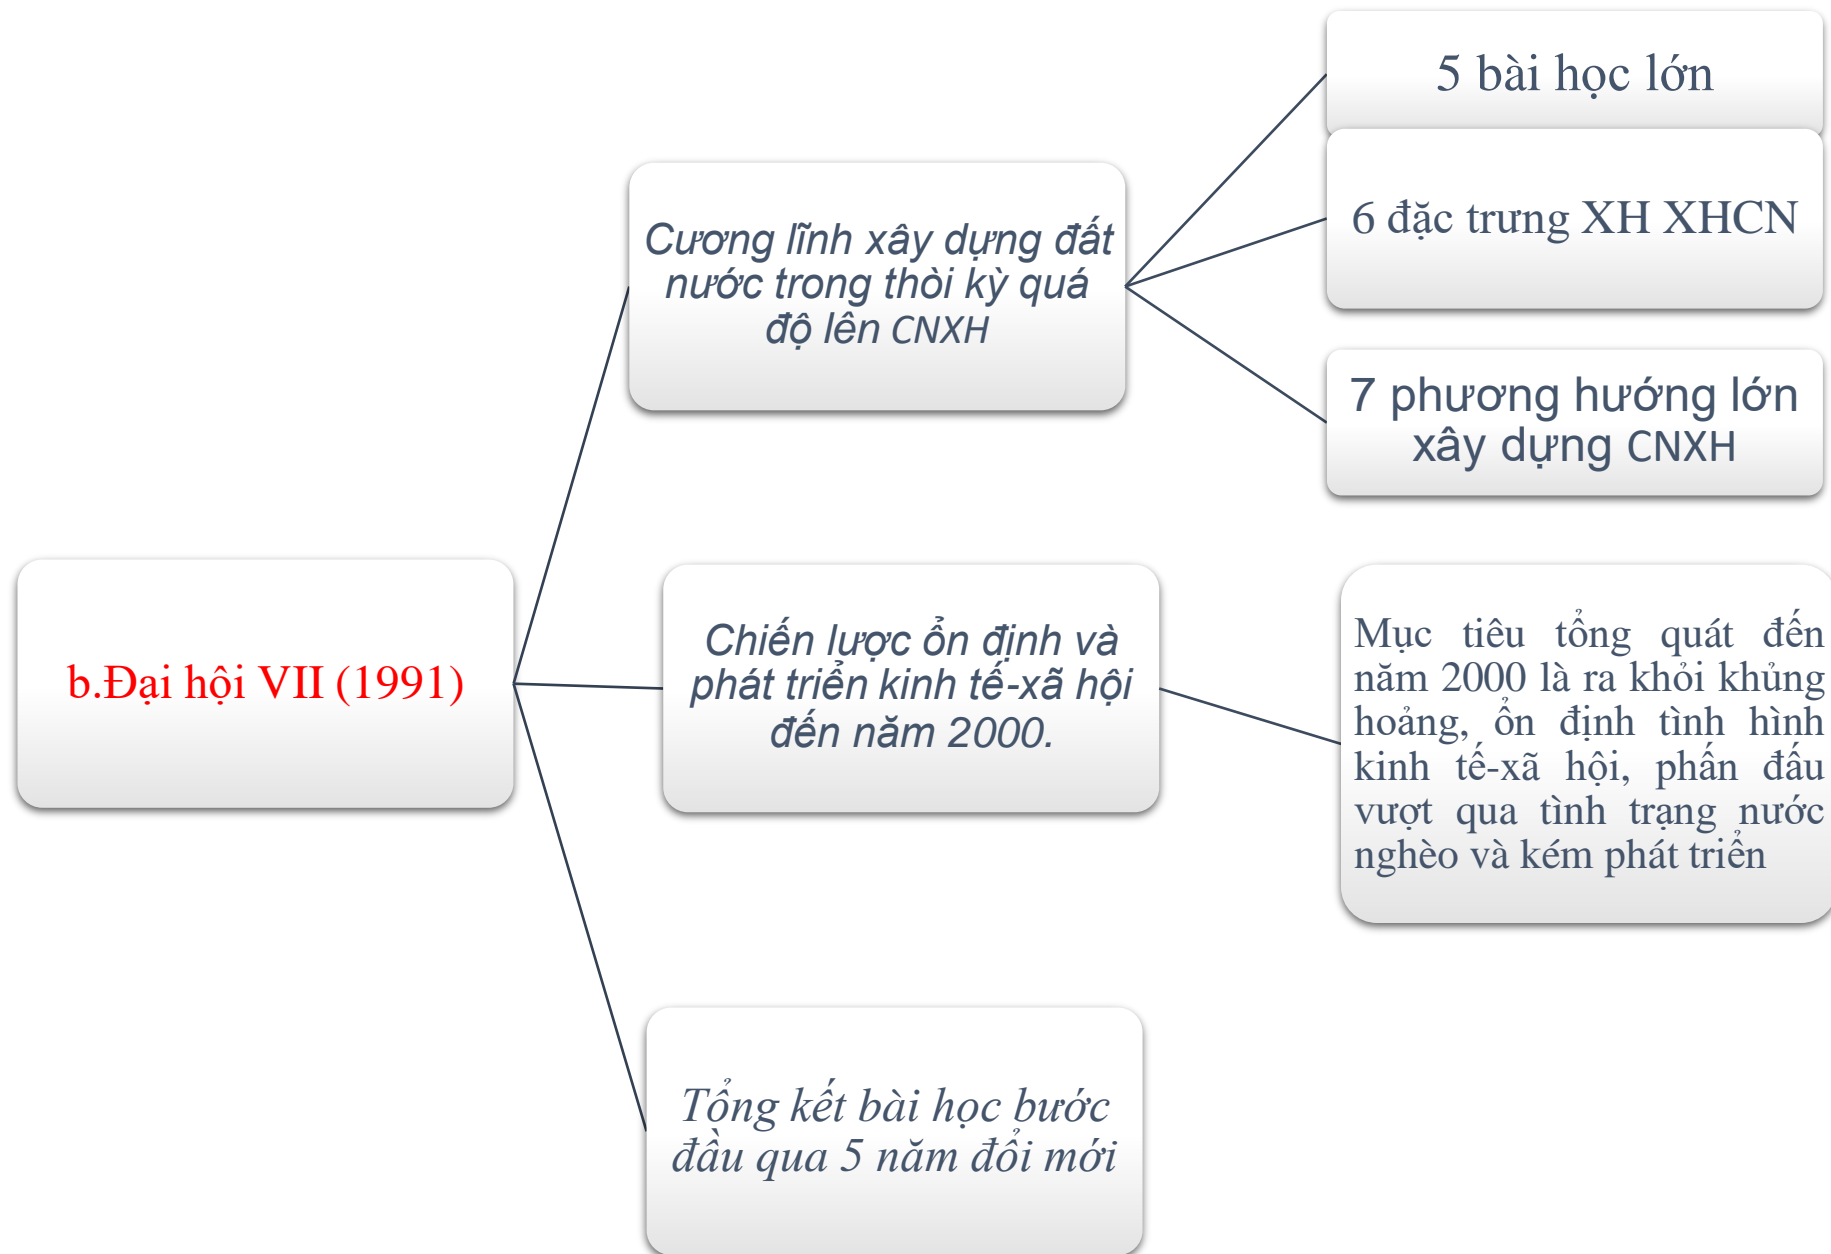 5 bài học lớn
6 đặc trưng XH XHCN
Cương lĩnh xây dựng đất
nước trong thời kỳ quá
độ lên CNXH
7 phương hướng lớn
xây dựng CNXH
b.Đại hội VII (1991)
Chiến lược ổn định và
phát triển kinh tế-xã hội
đến năm 2000.
Mục tiêu tổng quát đến
năm 2000 là ra khỏi khủng
hoảng, ổn định tình hình
kinh tế-xã hội, phấn đấu
vượt qua tình trạng nước
nghèo và kém phát triển
Tổng kết bài học bước
đầu qua 5 năm đổi mới